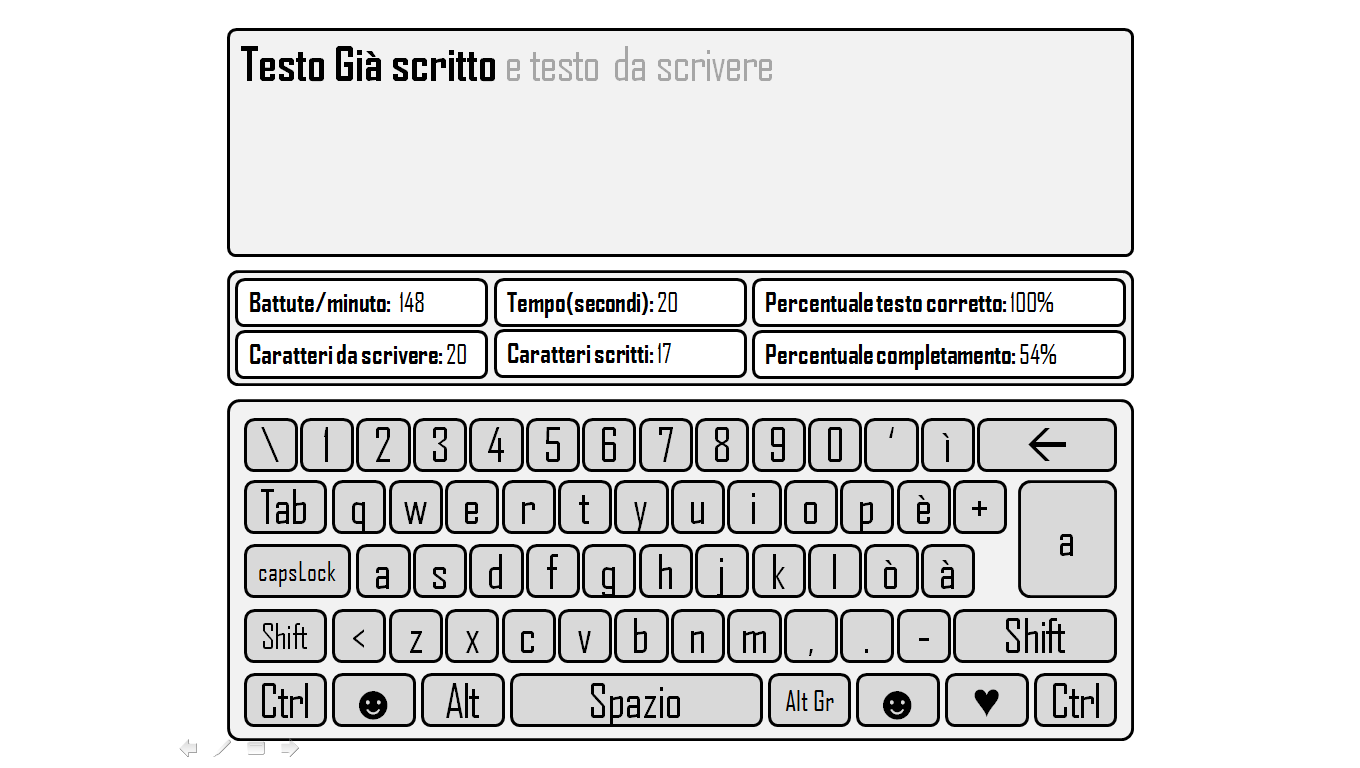 Testo Già scritto e testo da scrivere
Battute/minuto: 148 Tempo(secondi): 20 Percentuale testo corretto: 100%
Caratteri da scrivere: 20 Caratteri scritti: 17 Percentuale completamento: 54%
\ 1 2 3 4 5 6 7 8 9 0 ‘ ì ←
Tab q w e r t y u i o p è +
a
capsLock a s d f g h j k l ò à
Shift < z x c v b n m , . - Shift
Ctrl ☻ Alt Spazio Alt Gr ☻ ♥ Ctrl